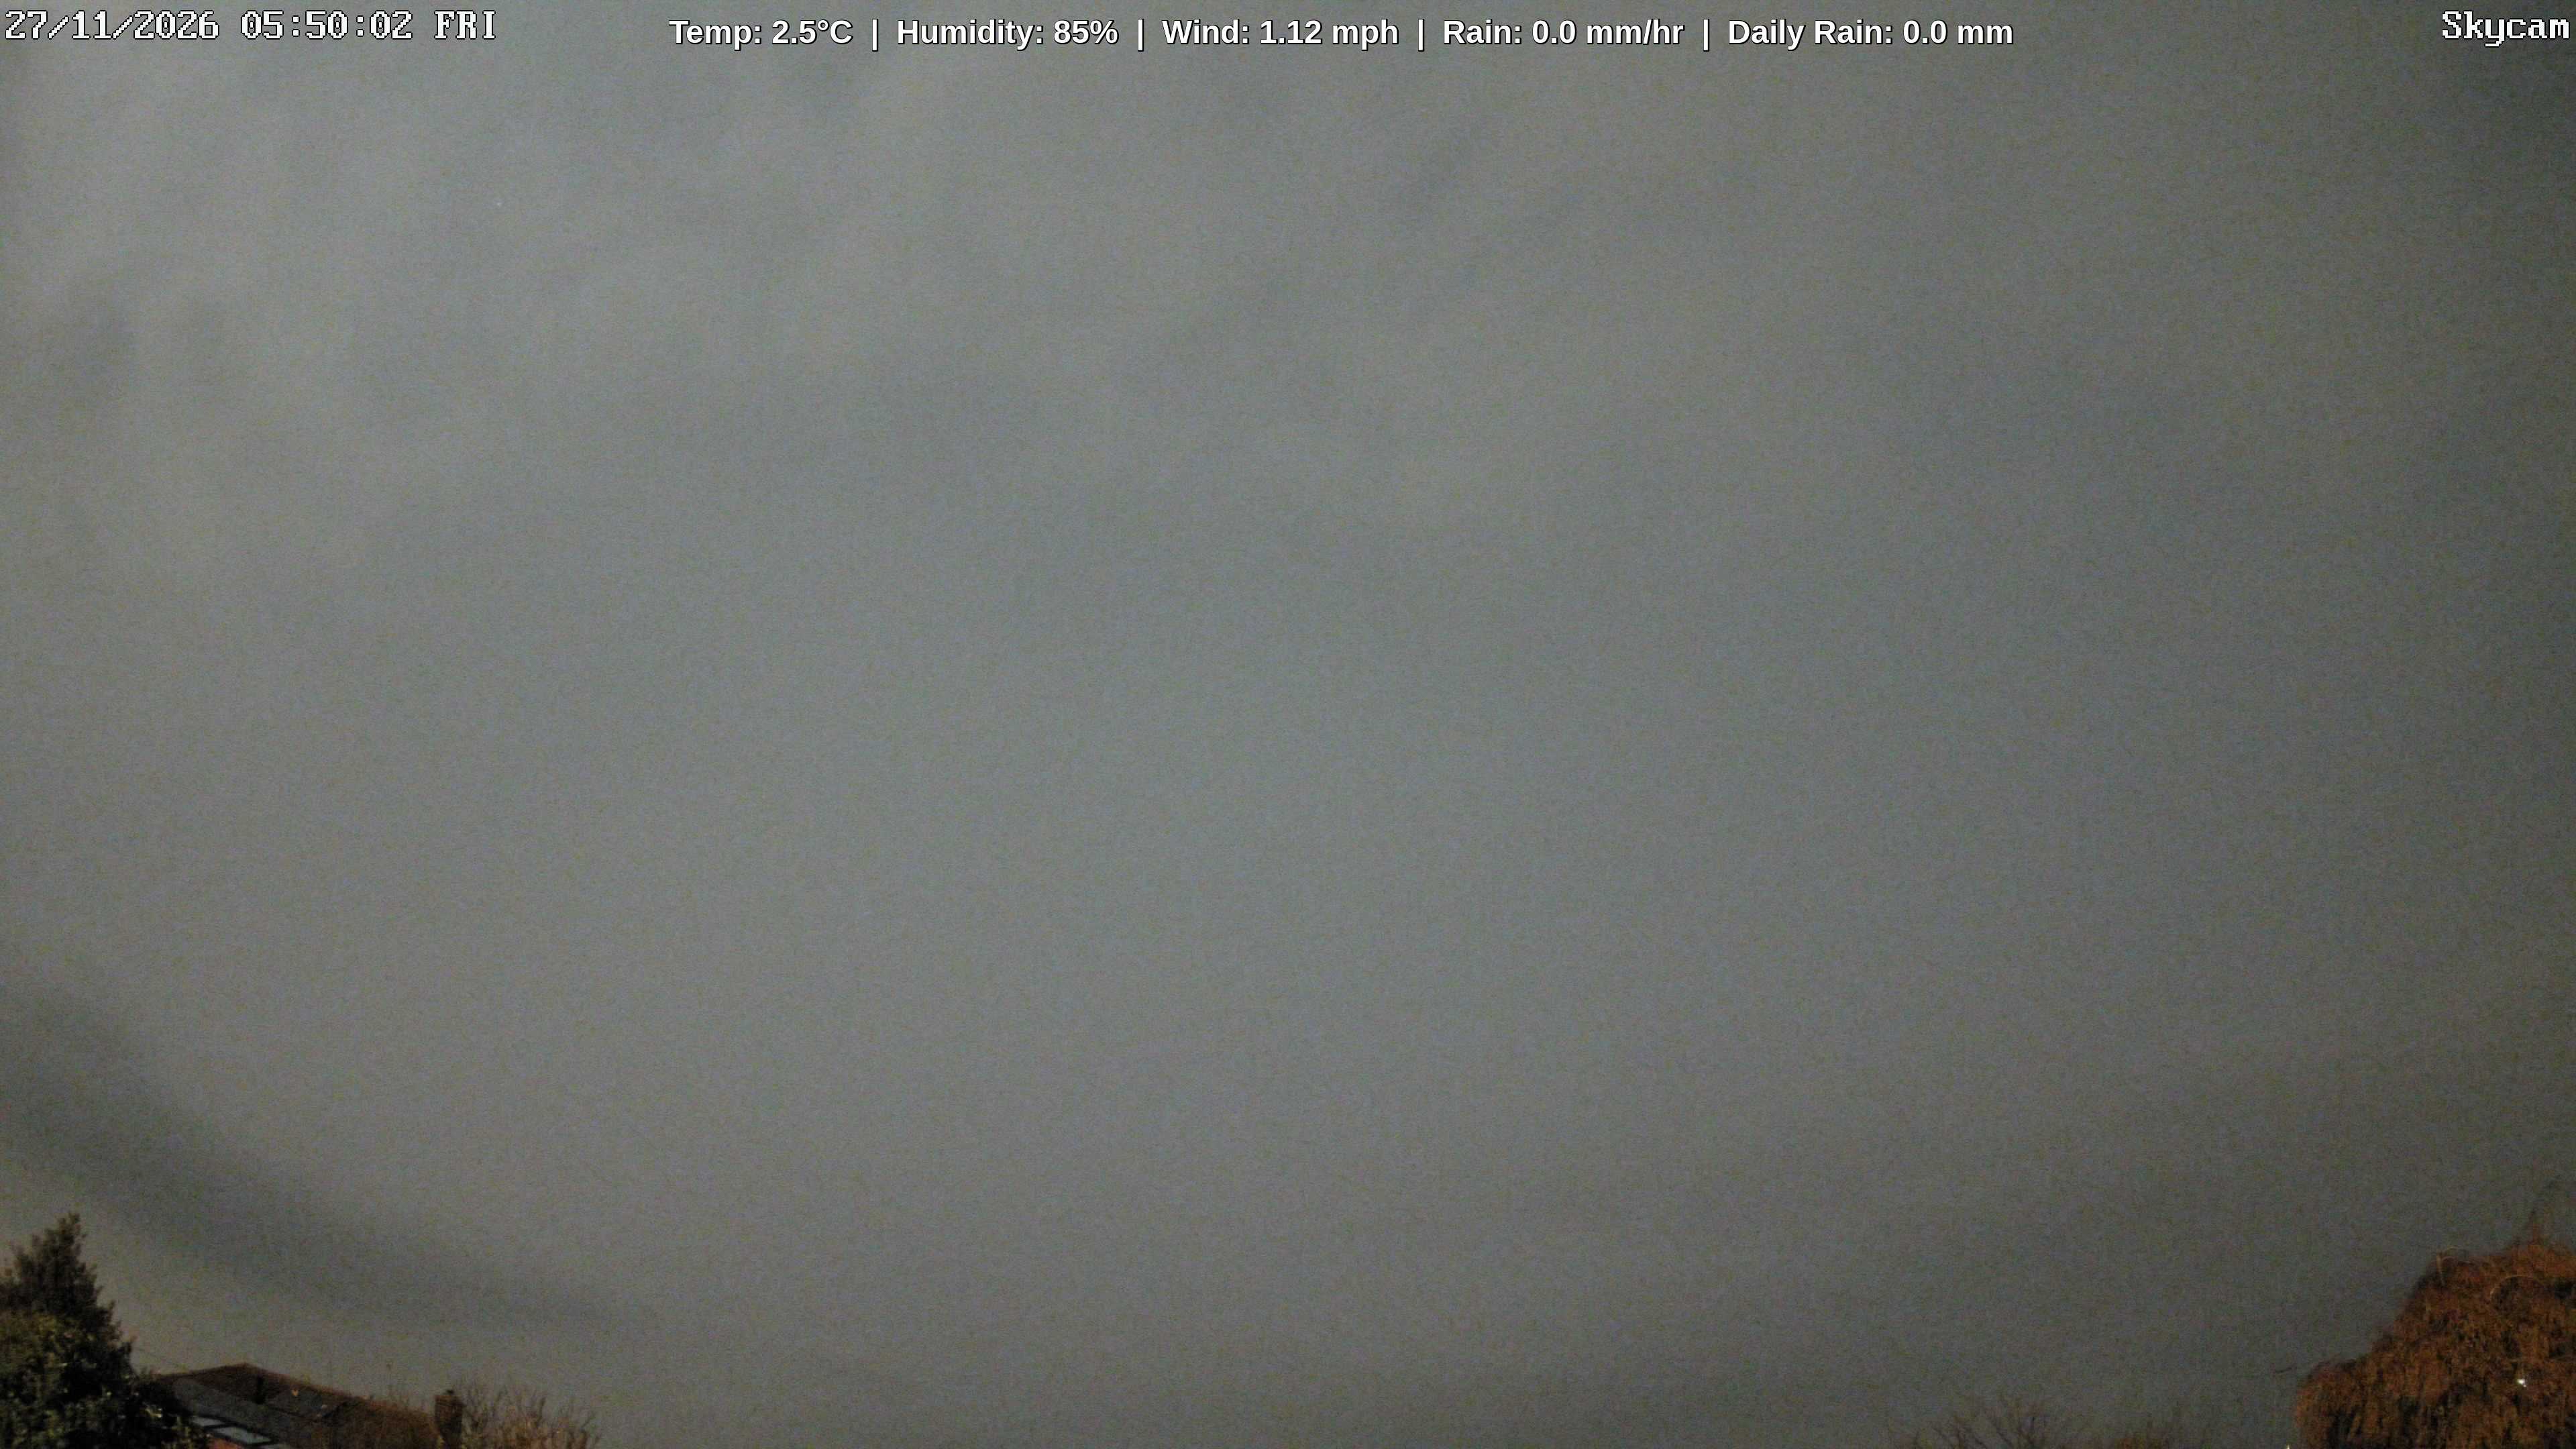 27/11/2026 05:50:02 FRI
Temp: 2.5°C | Humidity: 85% | Wind: 1.12 mph | Rain: 0.0 mm/hr | Daily Rain: 0.0 mm
Skycam